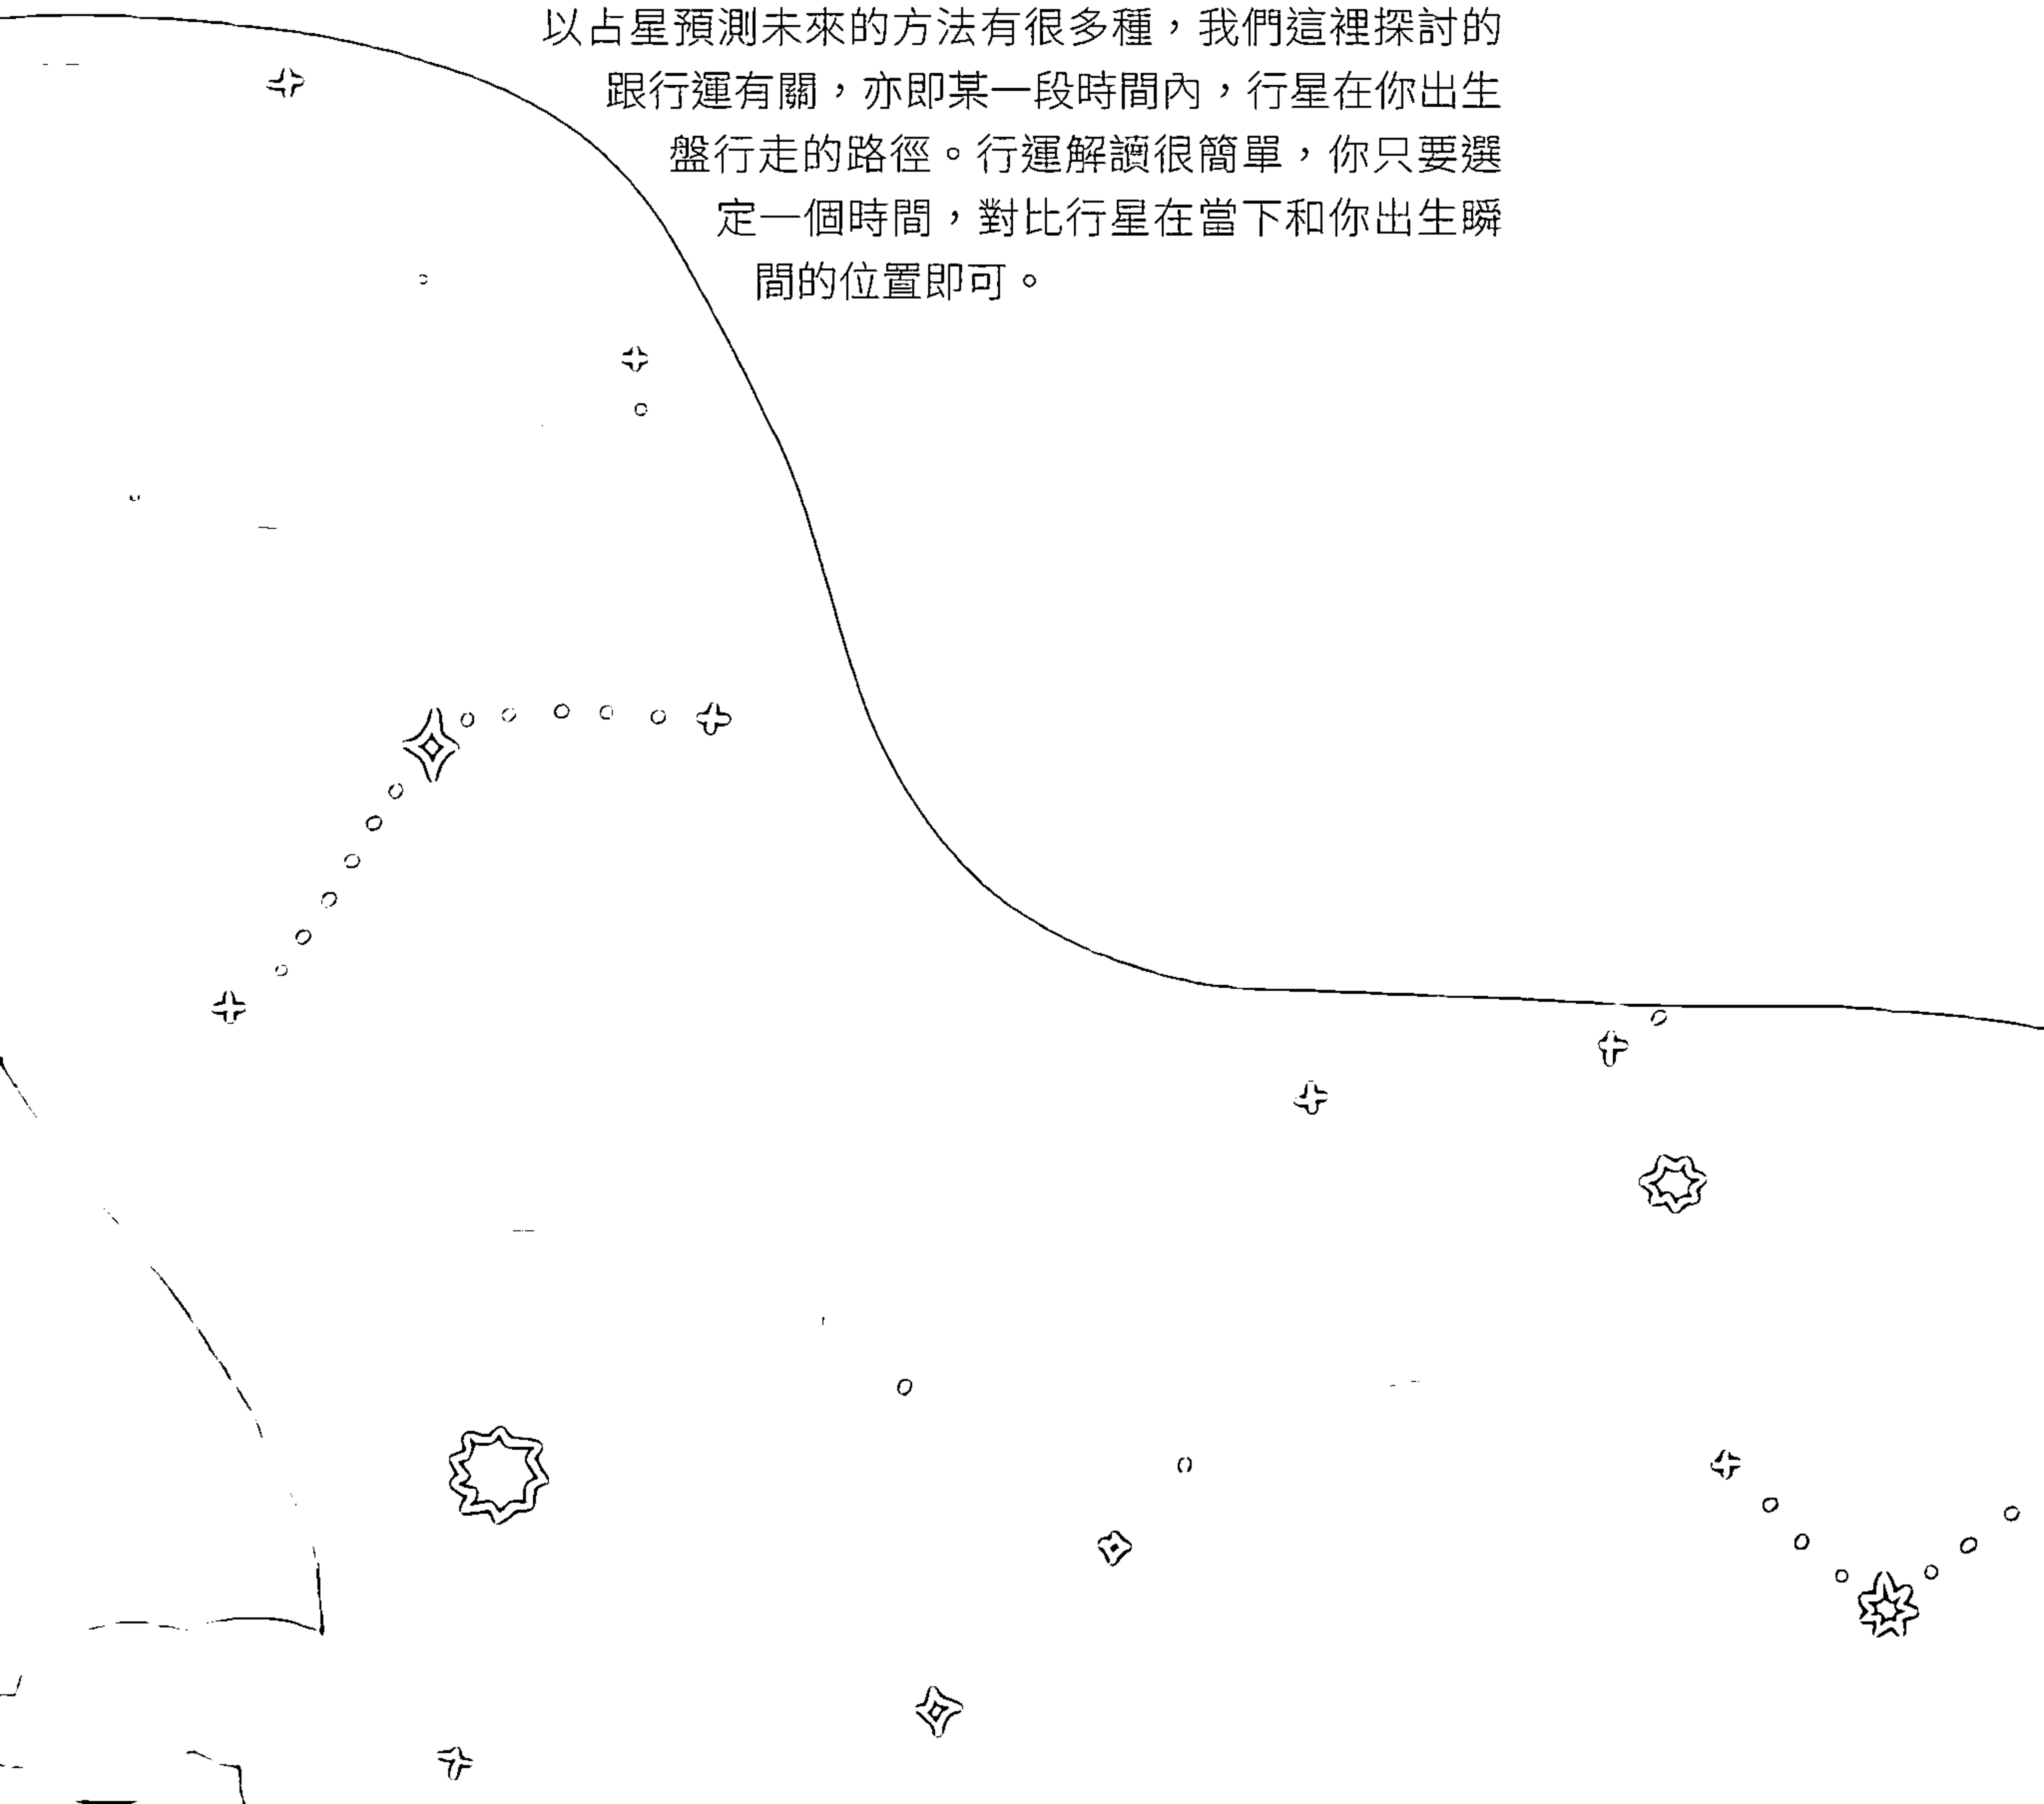 以占星預測未來的方法有很多種，我們這裡探討的
跟行運有關，亦即某一段時間內，行星在你出生
盤行走的路徑。行運解讀很簡單，你只要選
定一個時間，對比行星在當下和你出生瞬
間的位置即可。